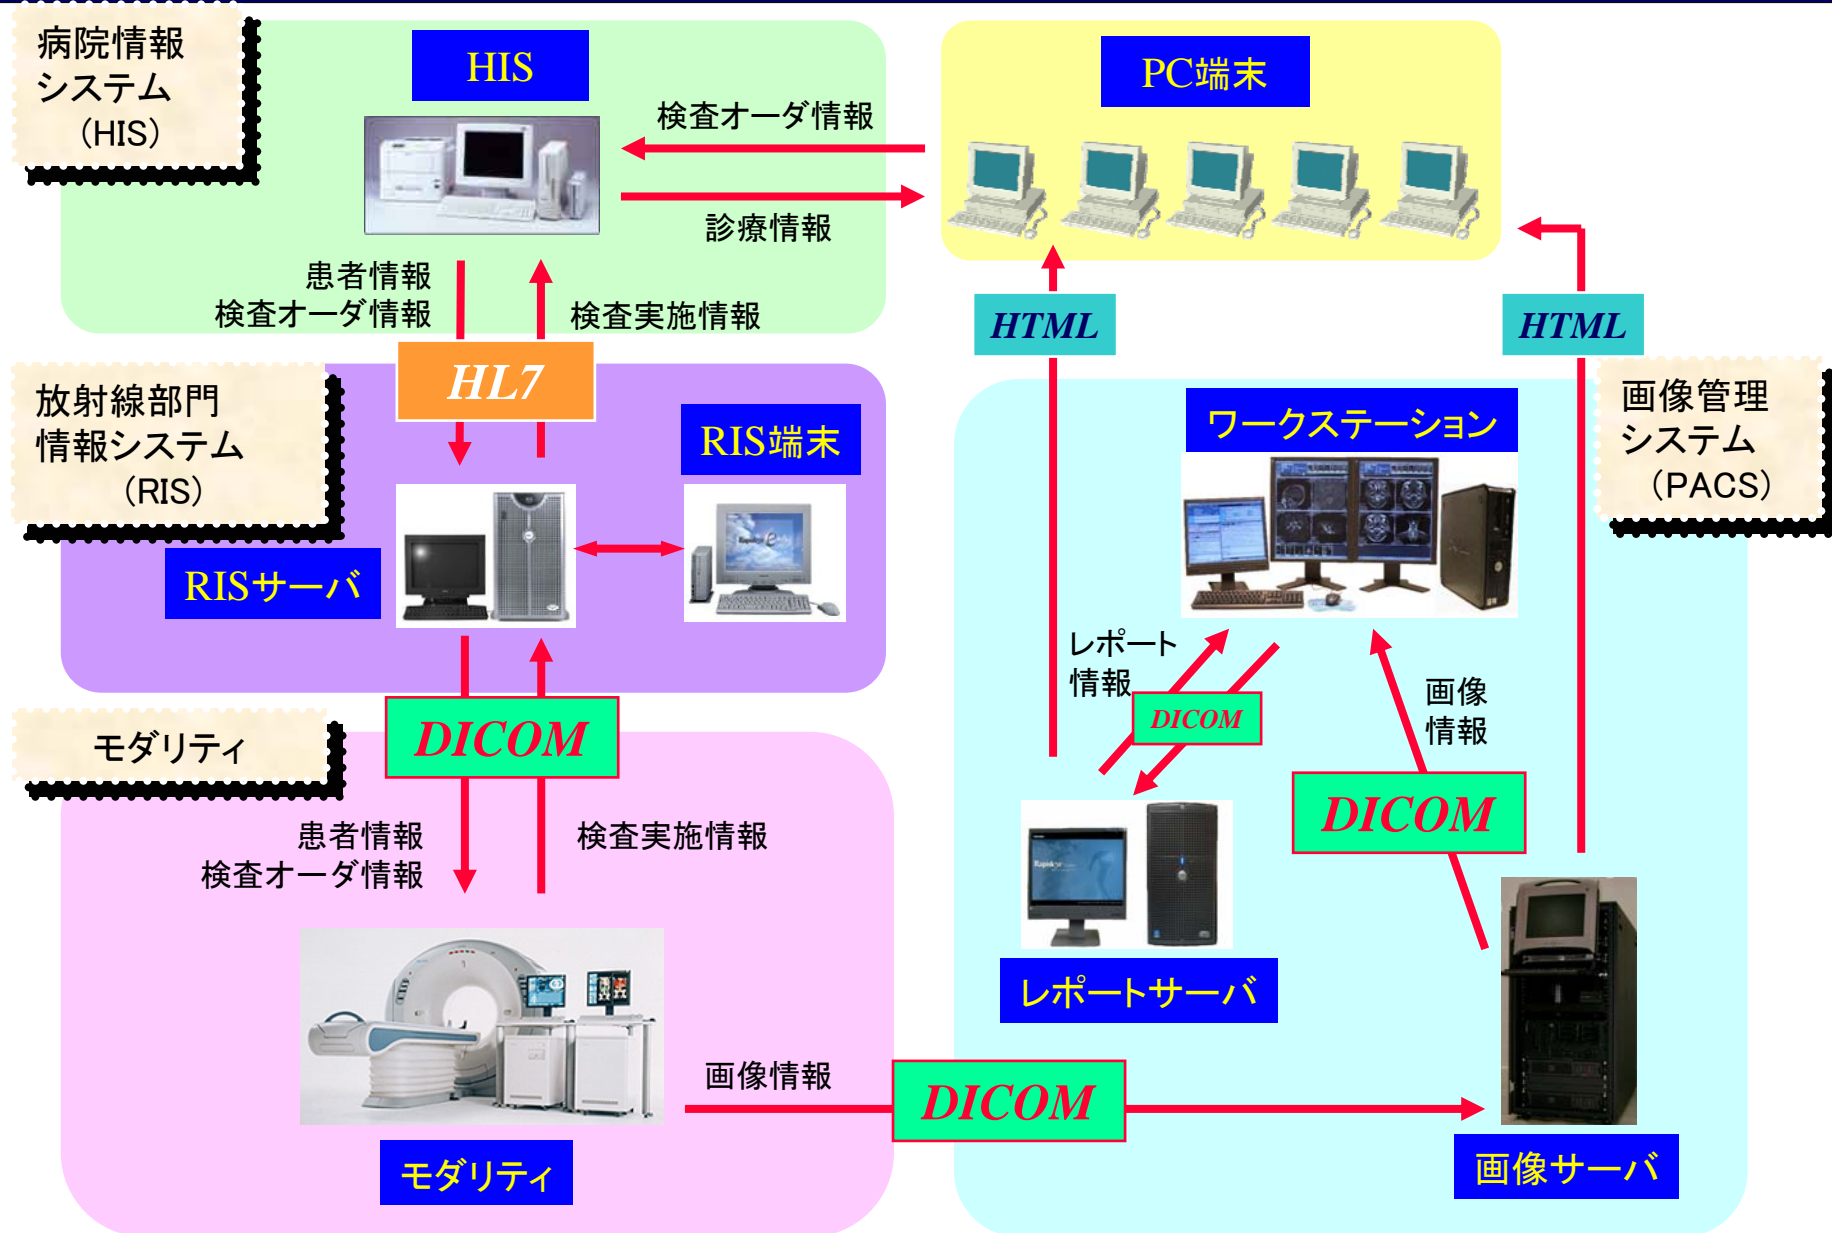 病院情報
システム
（HIS）
HIS
PC端末
検査オーダ情報
診療情報
患者情報
検査オーダ情報
検査実施情報
HL7
HTML
HTML
放射線部門
情報システム
（RIS）
RIS端末
RISサーバ
ワークステーション
画像管理
システム
（PACS）
レポート
情報
DICOM
画像
情報
DICOM
モダリティ
DICOM
患者情報
検査オーダ情報
検査実施情報
レポートサーバ
画像情報
DICOM
モダリティ
画像サーバ